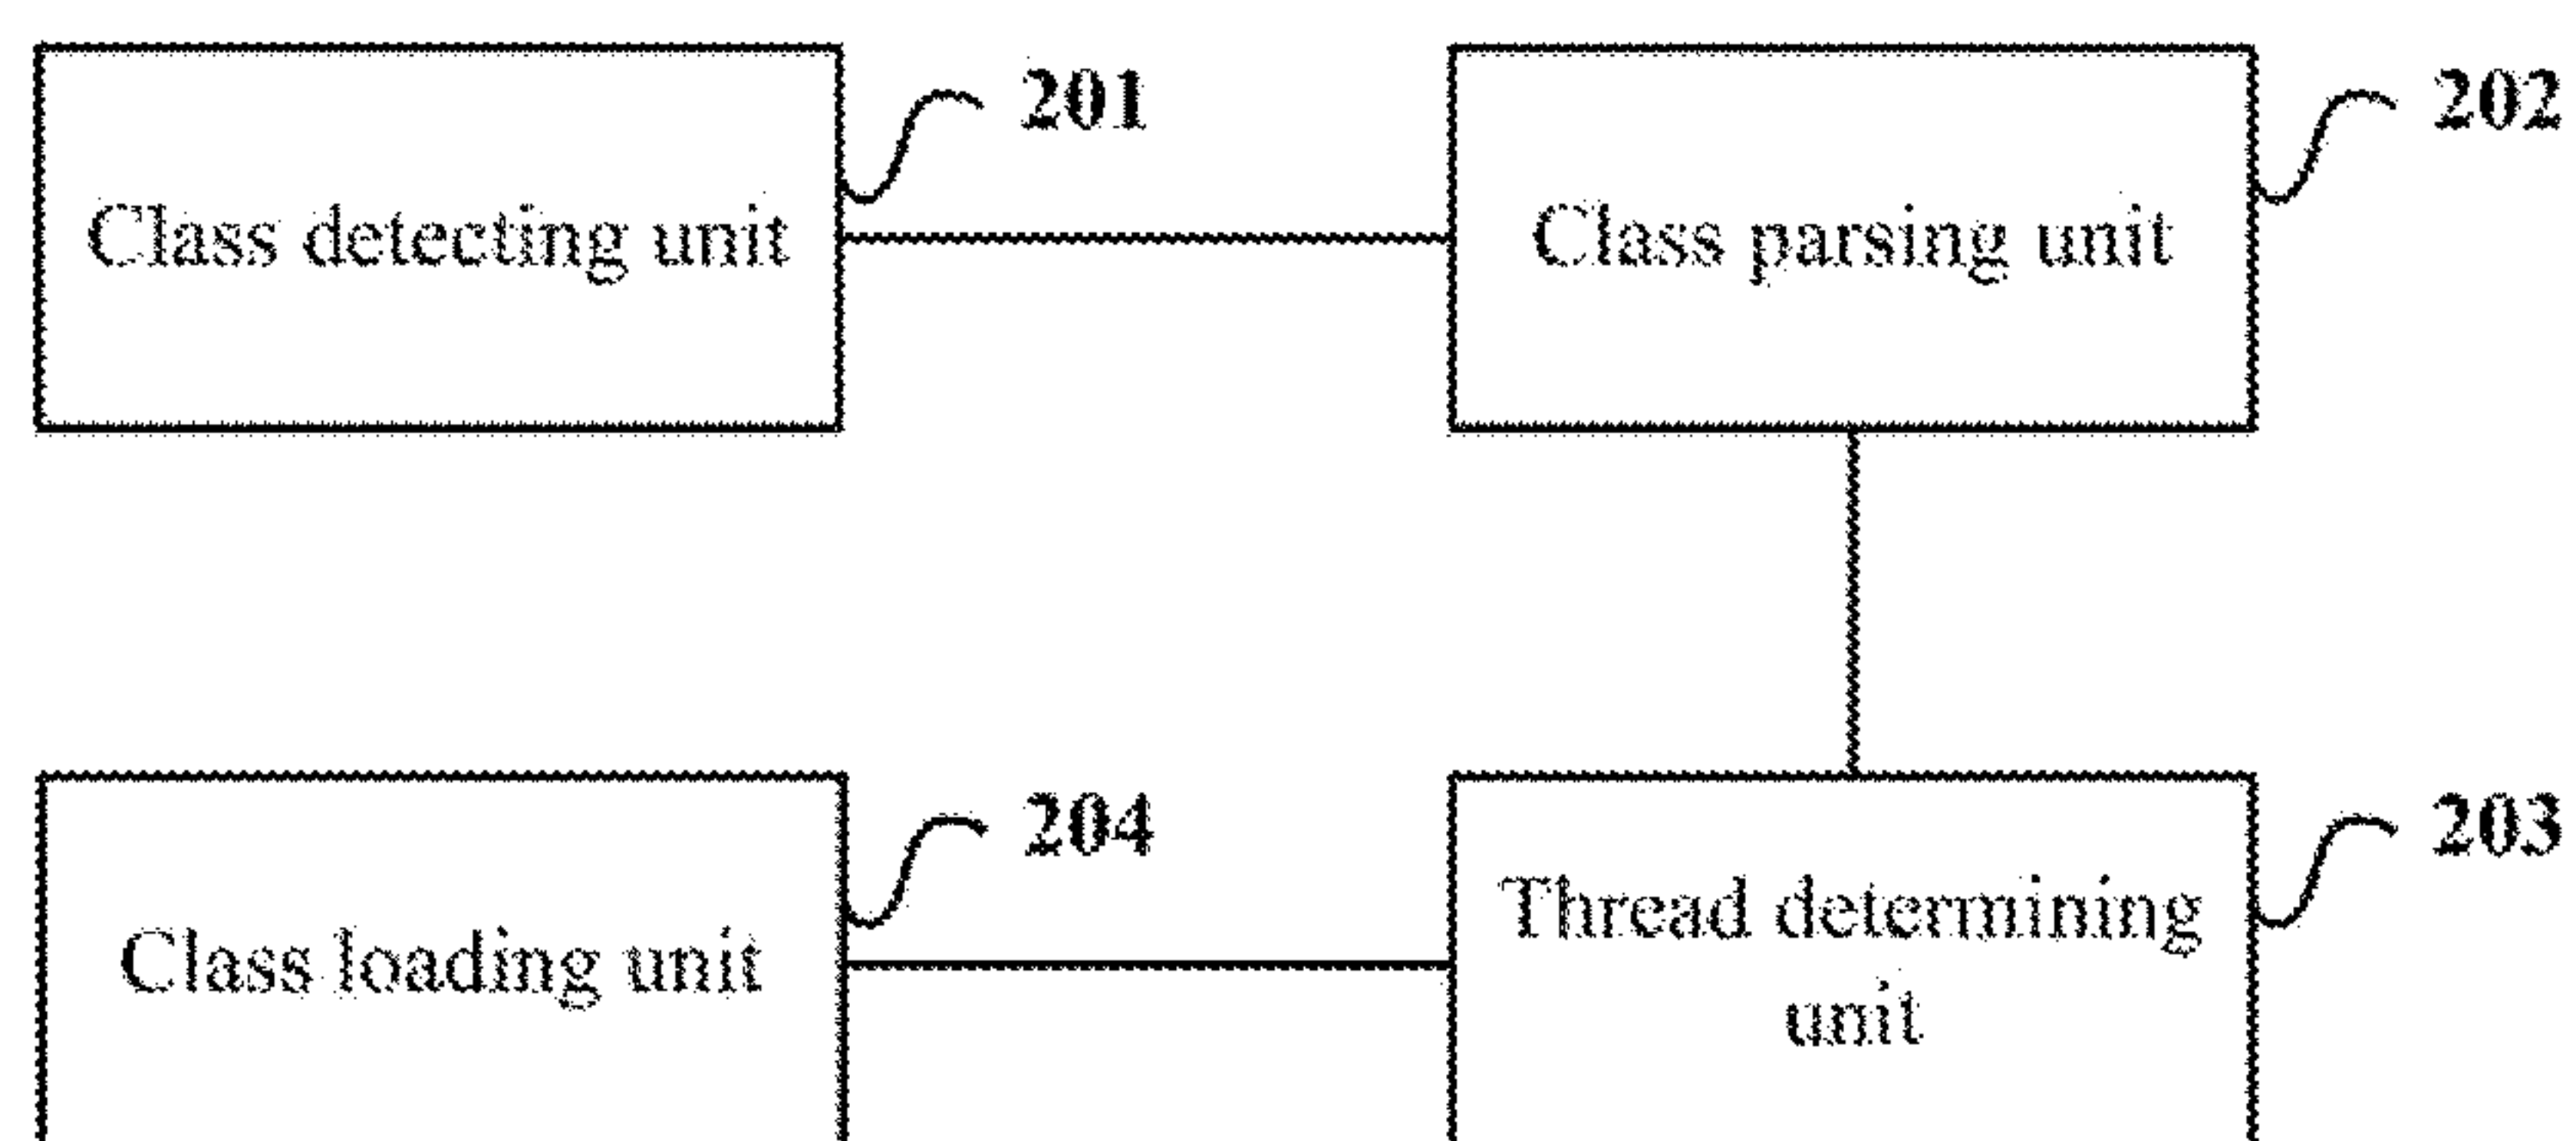 201
202
Class detecting unit
Class parsing unit
204
203
Class loading unit
Thread determining
unit